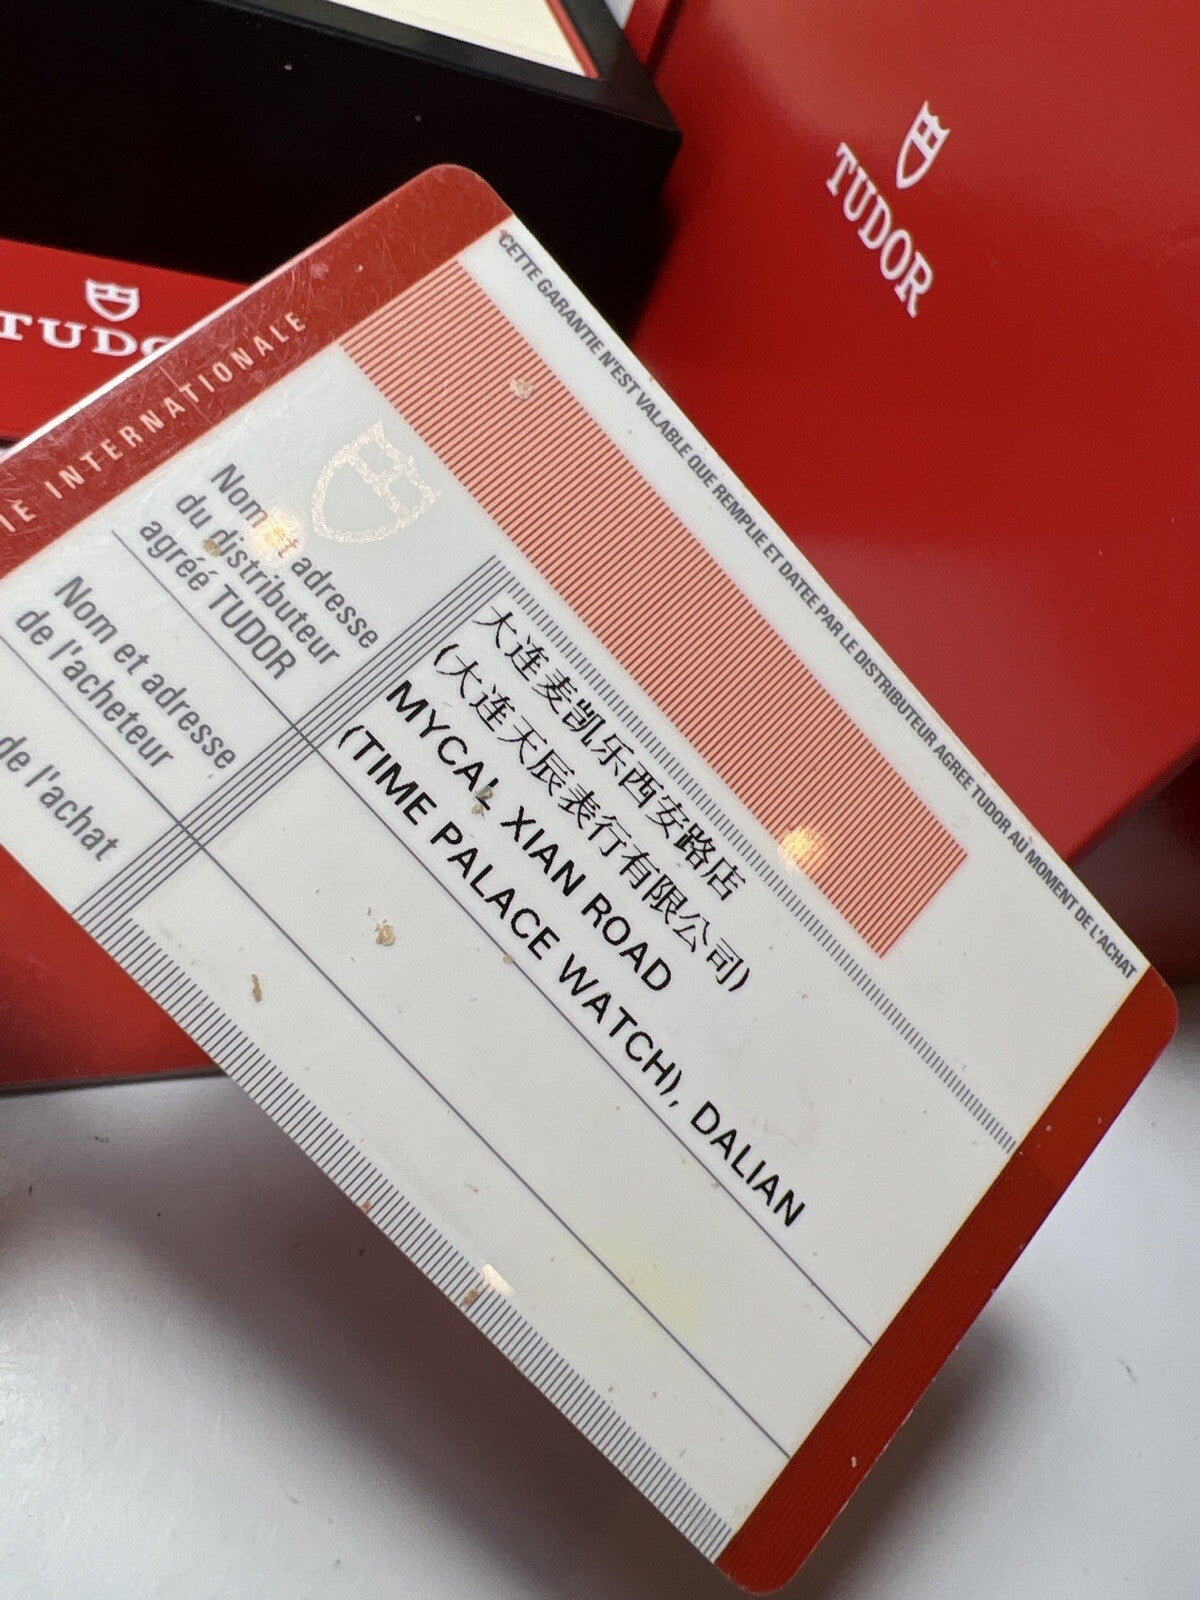 TUDOR
TUDO
IE INTERNATIONALE
CETTE GARANTIE N'EST VALABLE QUE REMPLIE ET DATÉE PAR LE DISTRIBUTEUR AGRÉÉ TUDOR AU MOMENT DE L'ACHAT
Nom et adresse
du distributeur
agréé TUDOR
大连麦凯乐西安路店
(大连天辰表行有限公司)
MYCAL XIAN ROAD
(TIME PALACE WATCH), DALIAN
Nom et adresse
de l'acheteur
de l'achat